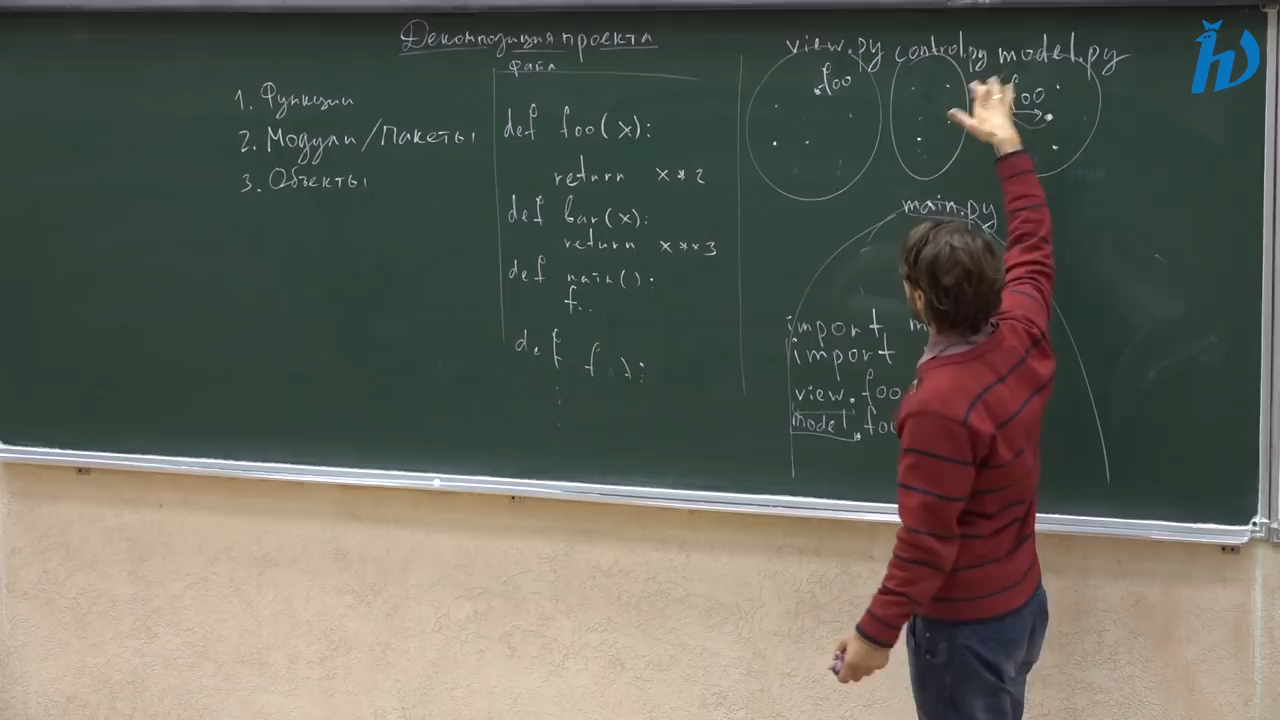 Декомпозиция проекта
1. Функции
2. Модули/Пакеты
3. Объекты
файл
def foo(x):
return x**2
def bar(x):
return x***3
def main():
f..
def f..):
view.py control.py model.py
foo
foo
main.py
import m
import
view.foo
model.foo